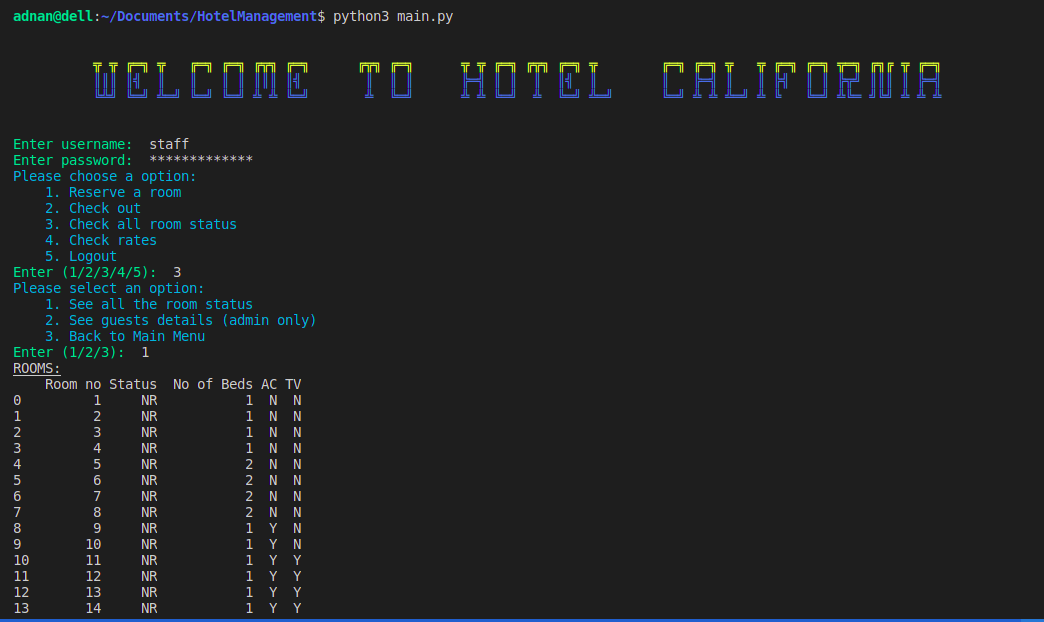 adnan@dell:~/Documents/HotelManagement$ python3 main.py
WELCOME TO HOTEL CALIFORNIA
Enter username:  staff
Enter password:  *************
Please choose a option:
    1. Reserve a room
    2. Check out
    3. Check all room status
    4. Check rates
    5. Logout
Enter (1/2/3/4/5):  3
Please select an option:
    1. See all the room status
    2. See guests details (admin only)
    3. Back to Main Menu
Enter (1/2/3):  1
ROOMS:
    Room no Status  No of Beds AC TV
0         1     NR           1  N  N
1         2     NR           1  N  N
2         3     NR           1  N  N
3         4     NR           1  N  N
4         5     NR           2  N  N
5         6     NR           2  N  N
6         7     NR           2  N  N
7         8     NR           2  N  N
8         9     NR           1  Y  N
9        10     NR           1  Y  N
10       11     NR           1  Y  Y
11       12     NR           1  Y  Y
12       13     NR           1  Y  Y
13       14     NR           1  Y  Y